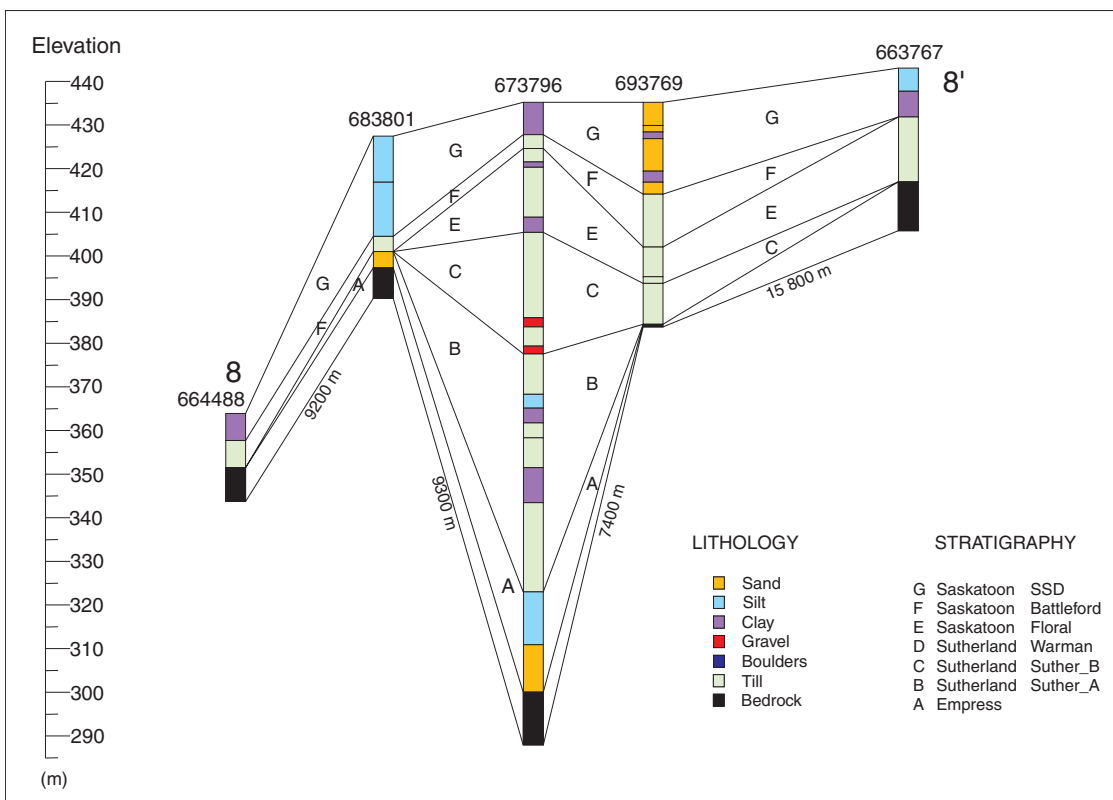 Elevation
440
430
420
410
400
390
380
370
360
350
340
330
320
310
300
290
(m)
8
664488
683801
673796
693769
663767
8'
G
F
A
9200 m
G
F
E
C
B
A
9300 m
G
F
E
C
B
A
7400 m
G
F
E
C
15 800 m
LITHOLOGY
Sand
Silt
Clay
Gravel
Boulders
Till
Bedrock
STRATIGRAPHY
G Saskatoon SSD
F Saskatoon Battleford
E Saskatoon Floral
D Sutherland Warman
C Sutherland Suther_B
B Sutherland Suther_A
A Empress